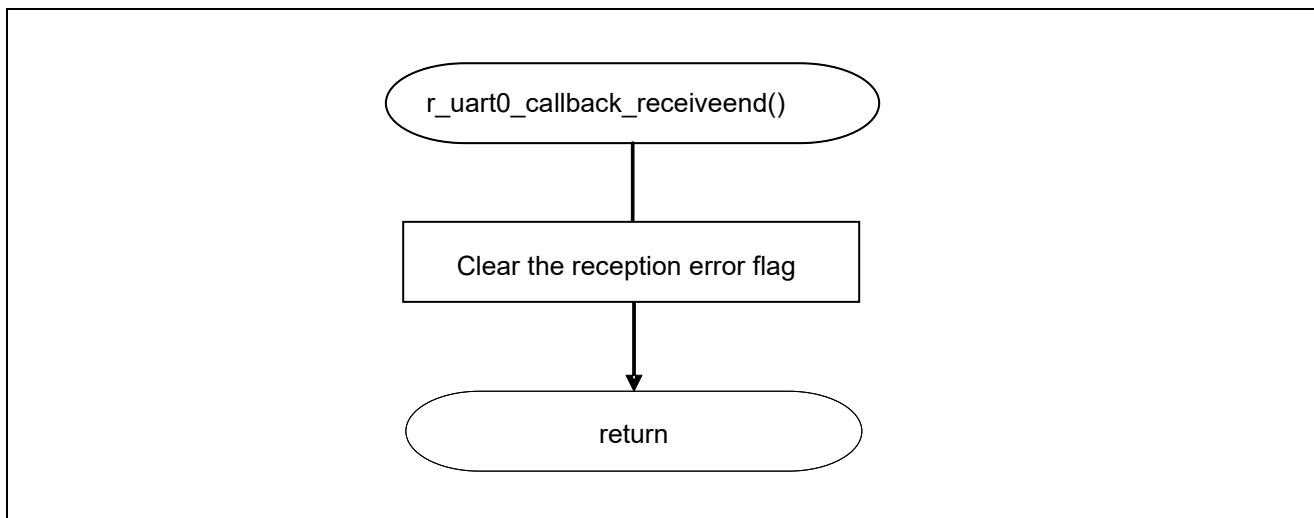 r_uart0_callback_receiveend()
Clear the reception error flag
return